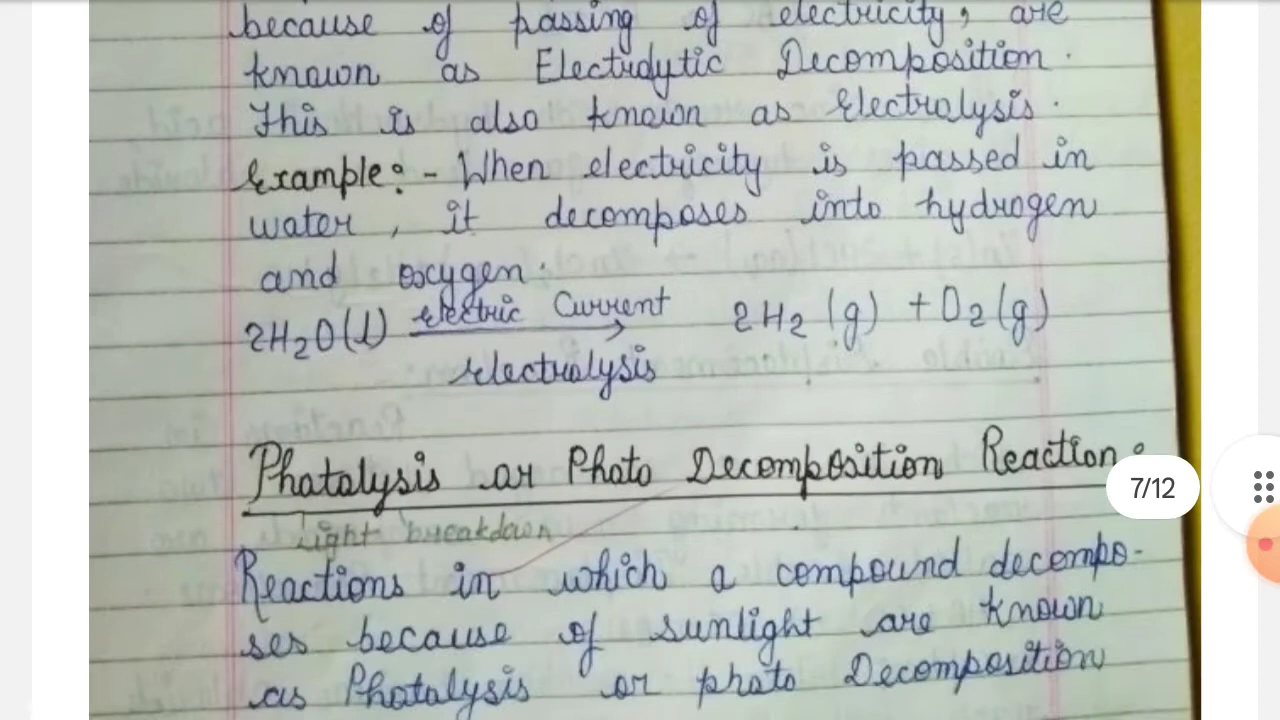 because of passing of electricity, are
known as Electrolytic Decomposition.
This is also known as Electrolysis.
Example:- When electricity is passed in
water, it decomposes into hydrogen
and oxygen.
2H₂O(l) electric Current → 2H₂(g) + O₂(g)
electrolysis
Photolysis or Photo Decomposition Reaction:
light breakdown
Reactions in which a compound decompo-
ses because of sunlight are known
as Photolysis or photo Decomposition
7/12